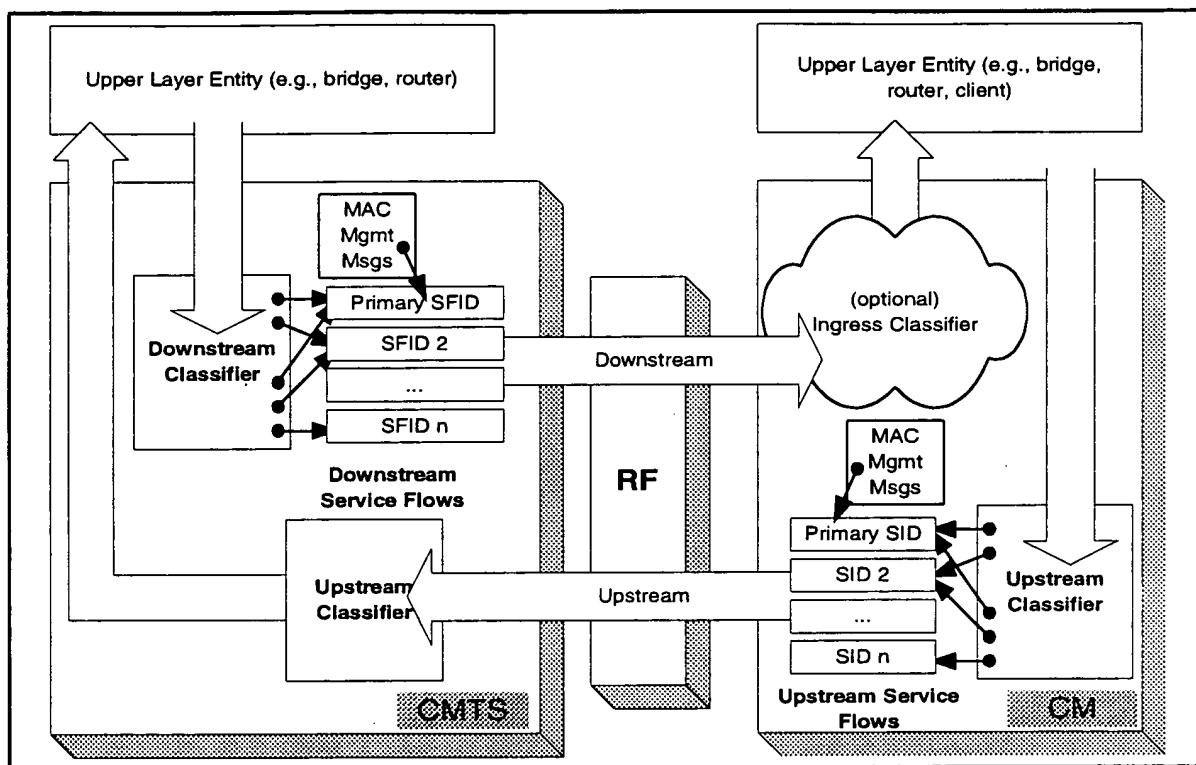 Upper Layer Entity (e.g., bridge, router)
Upper Layer Entity (e.g., bridge,
router, client)
MAC
Mgmt
Msgs
Primary SFID
SFID 2
...
SFID n
Downstream
Classifier
Downstream
Service Flows
Downstream
(optional)
Ingress Classifier
RF
MAC
Mgmt
Msgs
Primary SID
SID 2
...
SID n
Upstream
Classifier
Upstream
Upstream
Classifier
Upstream Service
Flows
CMTS
CM